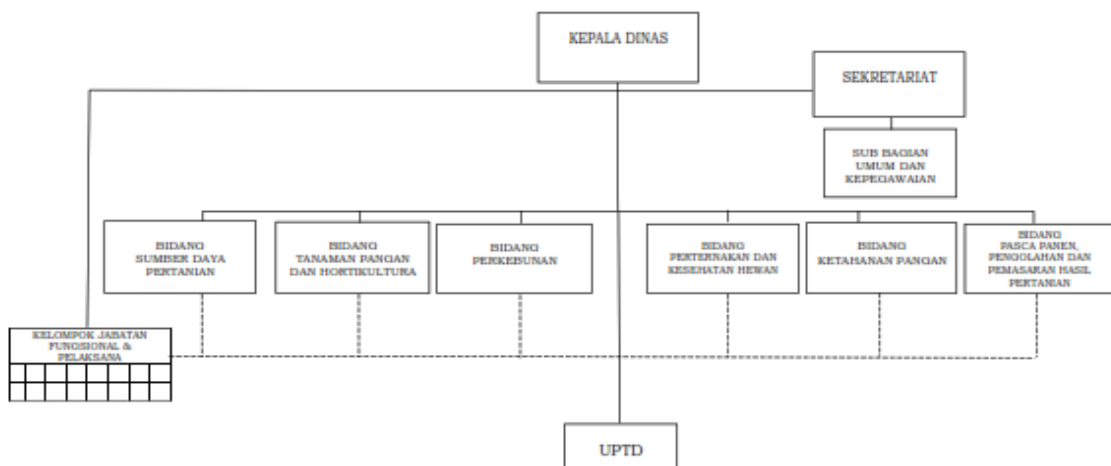 KEPALA DINAS
SEKRETARIAT
SUB BAGIAN
UMUM DAN
KEPEGAWAIAN
BIDANG
SUMBER DAYA
PERTANIAN
BIDANG
TANAMAN PANGAN
DAN HORTIKULTURA
BIDANG
PERKEBUNAN
BIDANG
PERTERNAKAN DAN
KESEHATAN HEWAN
BIDANG
KETAHANAN PANGAN
BIDANG
PASCA PANEN,
PENGOLAHAN DAN
PEMASARAN HASIL
PERTANIAN
KELOMPOK JABATAN
FUNGSIONAL &
PELAKSANA
UPTD